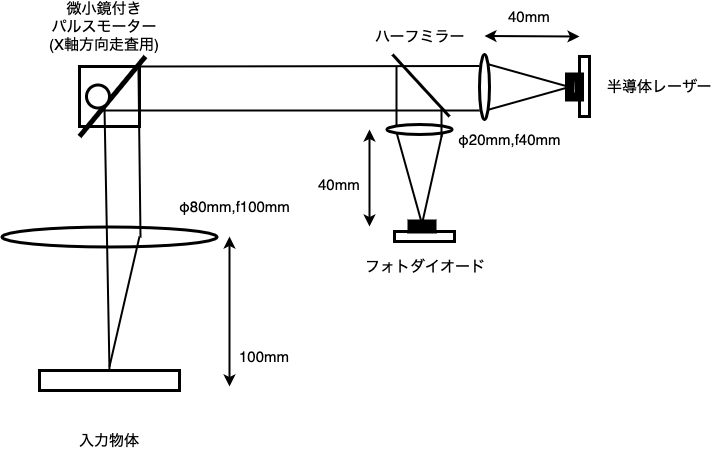 微小鏡付き
パルスモーター
(X軸方向走査用)
ハーフミラー
40mm
半導体レーザー
φ20mm,f40mm
40mm
φ80mm,f100mm
フォトダイオード
100mm
入力物体